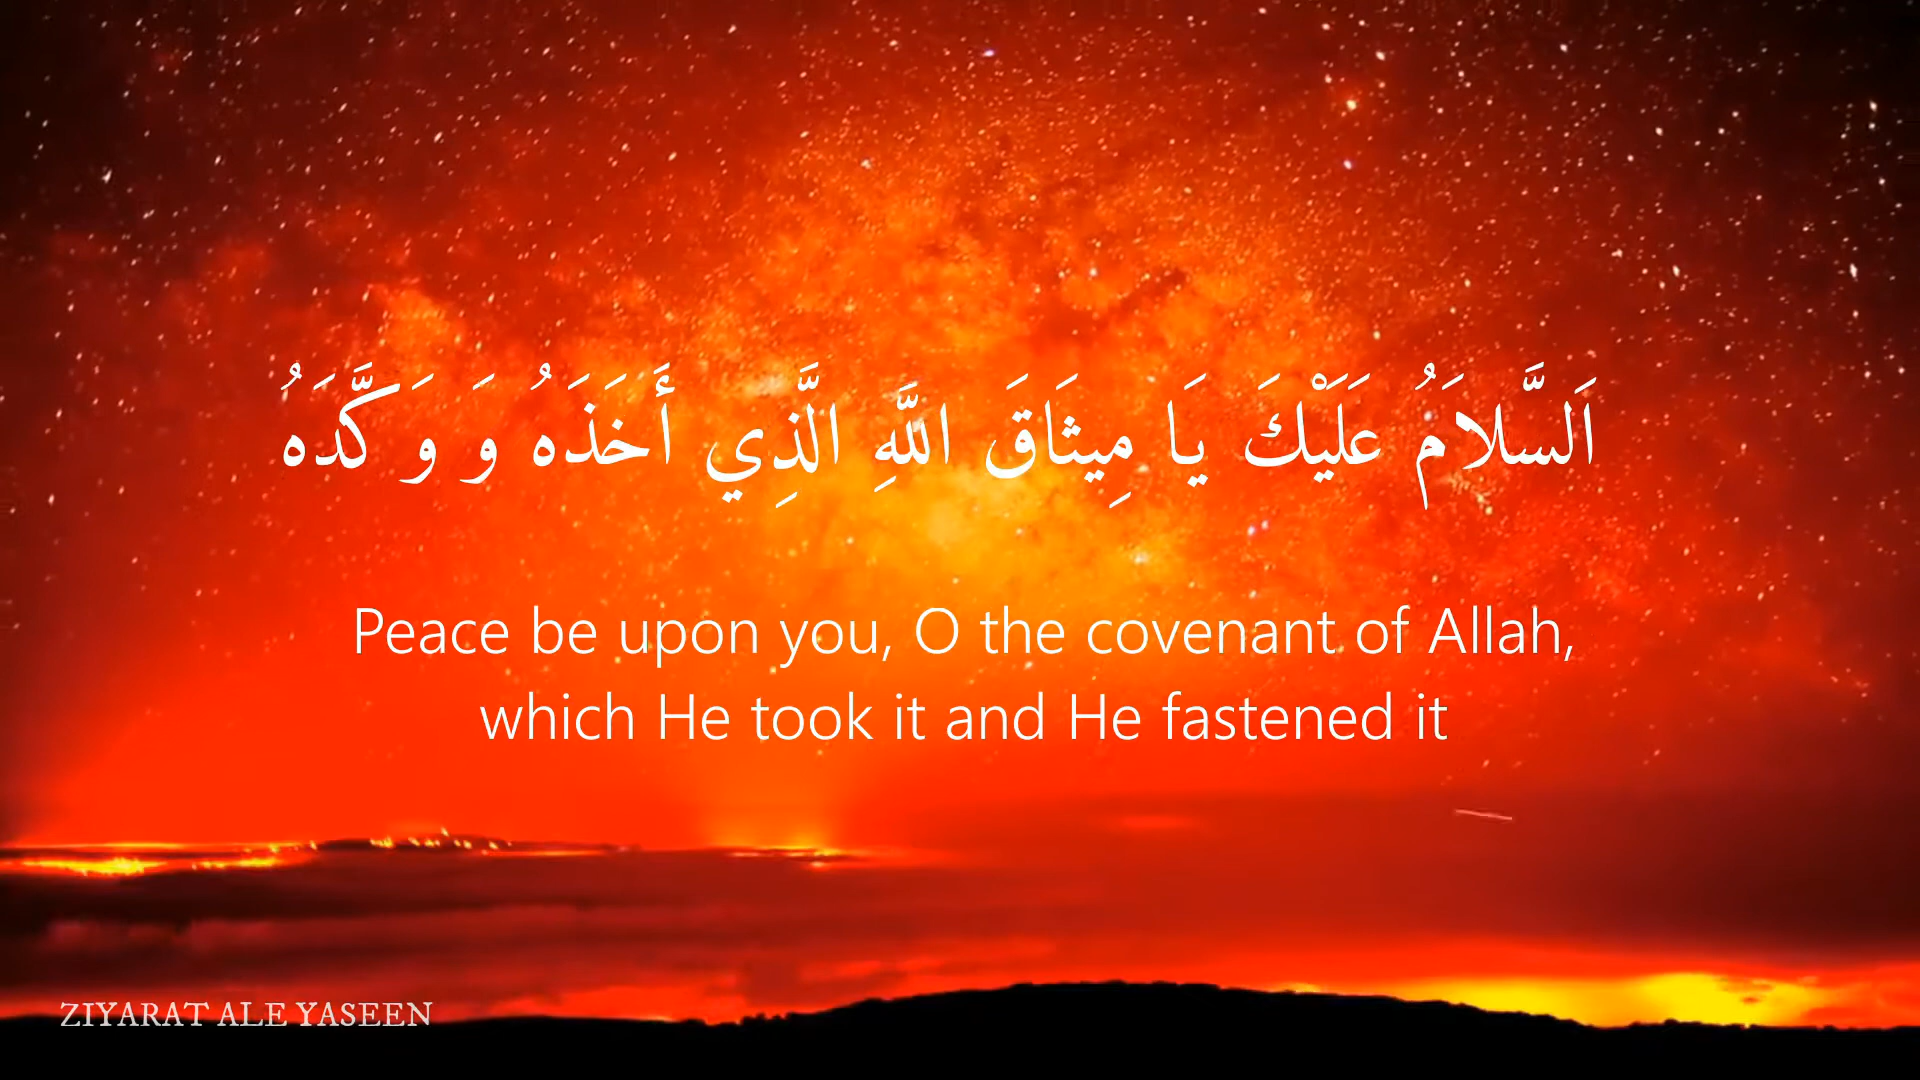 اَلسَّلاَمُ عَلَيْكَ يَا مِيثَاقَ اللَّهِ الَّذِي أَخَذَهُ وَ وَكَّدَهُ
Peace be upon you, O the covenant of Allah,
which He took it and He fastened it
ZIYARAT ALE YASEEN